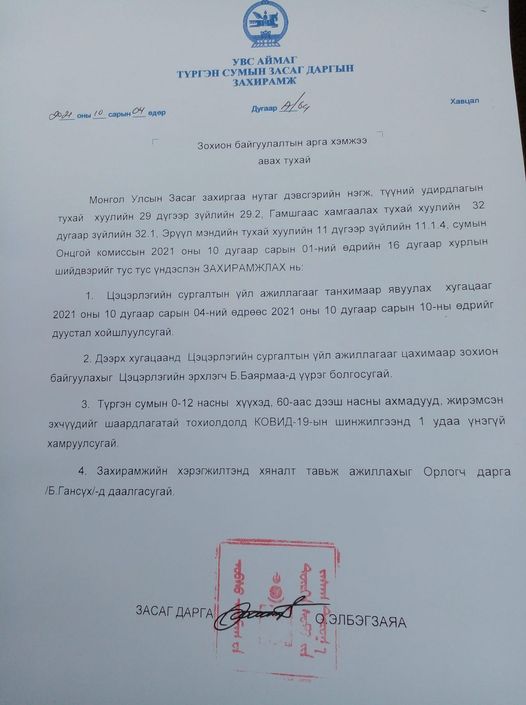 УВС АЙМАГ
ТҮРГЭН СУМЫН ЗАСАГ ДАРГЫН
ЗАХИРАМЖ
2021 оны 10 сарын 04 өдөр Дугаар А/64 Хавцал
Зохион байгуулалтын арга хэмжээ
авах тухай
Монгол Улсын Засаг захиргаа нутаг дэвсгэрийн нэгж, түүний удирдлагын
тухай хуулийн 29 дүгээр зүйлийн 29.2, Гамшгаас хамгаалах тухай хуулийн 32
дугаар зүйлийн 32.1, Эрүүл мэндийн тухай хуулийн 11 дүгээр зүйлийн 11.1.4, сумын
Онцгой комиссын 2021 оны 10 дугаар сарын 01-ний өдрийн 16 дугаар хурлын
шийдвэрийг тус тус үндэслэн ЗАХИРАМЖЛАХ нь:
1. Цэцэрлэгийн сургалтын үйл ажиллагааг танхимаар явуулах хугацааг
2021 оны 10 дугаар сарын 04-ний өдрөөс 2021 оны 10 дугаар сарын 10-ны өдрийг
дуустал хойшлуулсугай.
2. Дээрх хугацаанд Цэцэрлэгийн сургалтын үйл ажиллагааг цахимаар зохион
байгуулахыг Цэцэрлэгийн эрхлэгч Б.Баярмаа-д үүрэг болгосугай.
3. Түргэн сумын 0-12 насны хүүхэд, 60-аас дээш насны ахмадууд, жирэмсэн
эхчүүдийг шаардлагатай тохиолдолд КОВИД-19-ын шинжилгээнд 1 удаа үнэгүй
хамруулсугай.
4. Захирамжийн хэрэгжилтэнд хяналт тавьж ажиллахыг Орлогч дарга
/Б.Гансүх/-д даалгасугай.
ЗАСАГ ДАРГА О.ЭЛБЭГЗАЯА